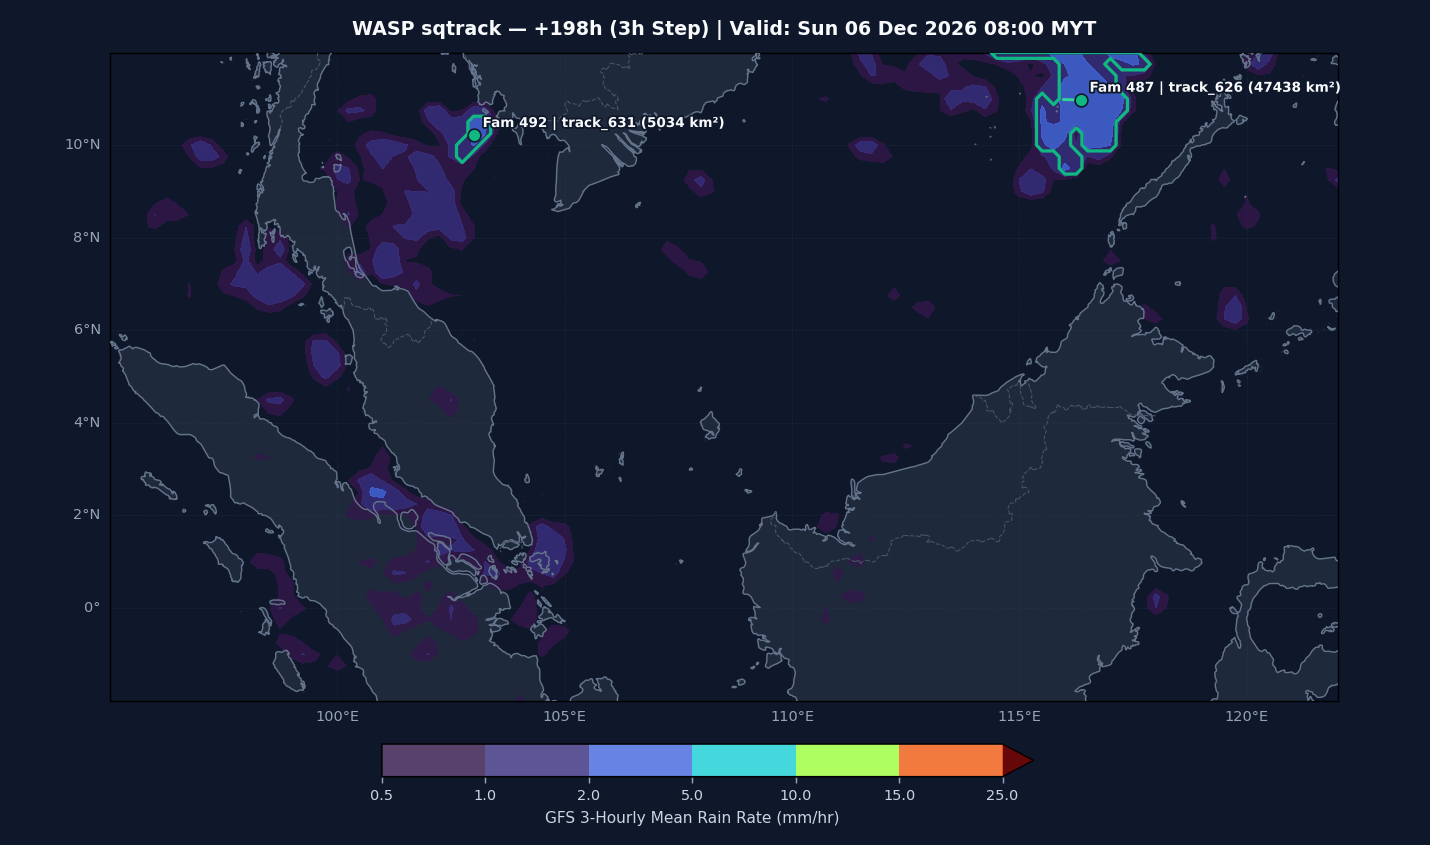 WASP sqtrack — +198h (3h Step) | Valid: Sun 06 Dec 2026 08:00 MYT
Fam 487 | track_626 (47438 km²)
Fam 492 | track_631 (5034 km²)
10°N
8°N
6°N
4°N
2°N
0°
100°E
105°E
110°E
115°E
120°E
0.5
1.0
2.0
5.0
10.0
15.0
25.0
GFS 3-Hourly Mean Rain Rate (mm/hr)